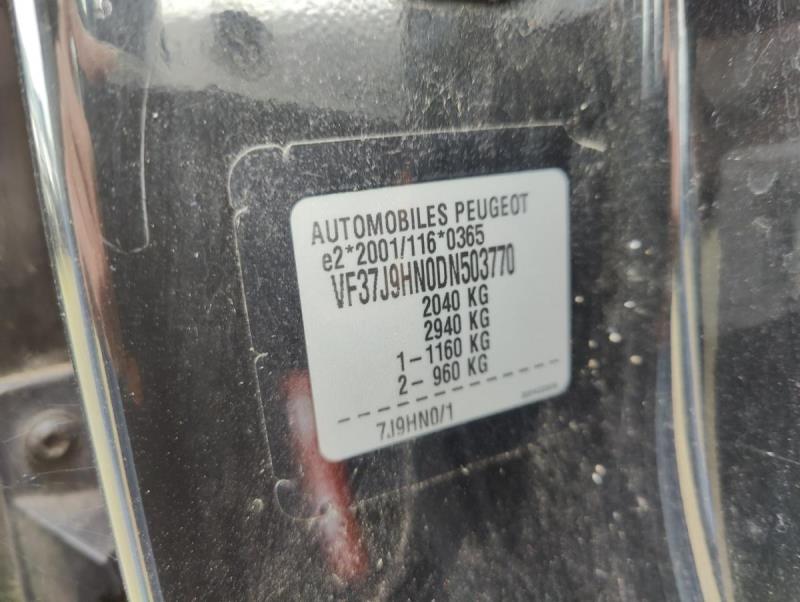 AUTOMOBILES PEUGEOT
e2*2001/116*0365
VF37J9HN0DN503770
2040 KG
2940 KG
1- 1160 KG
2- 960 KG
7J9HN0/1